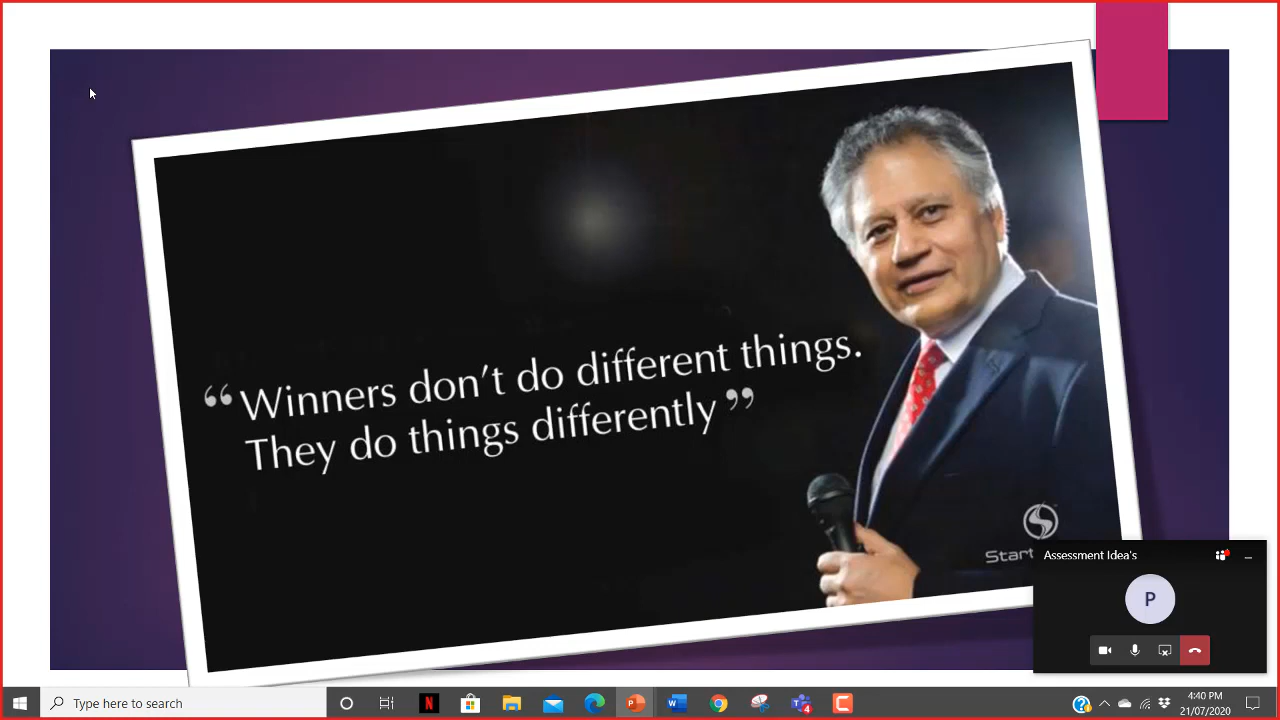 “ Winners don’t do different things.
They do things differently ”
Start
Assessment Idea's
P
Type here to search
N
W
4
4:40 PM
21/07/2020